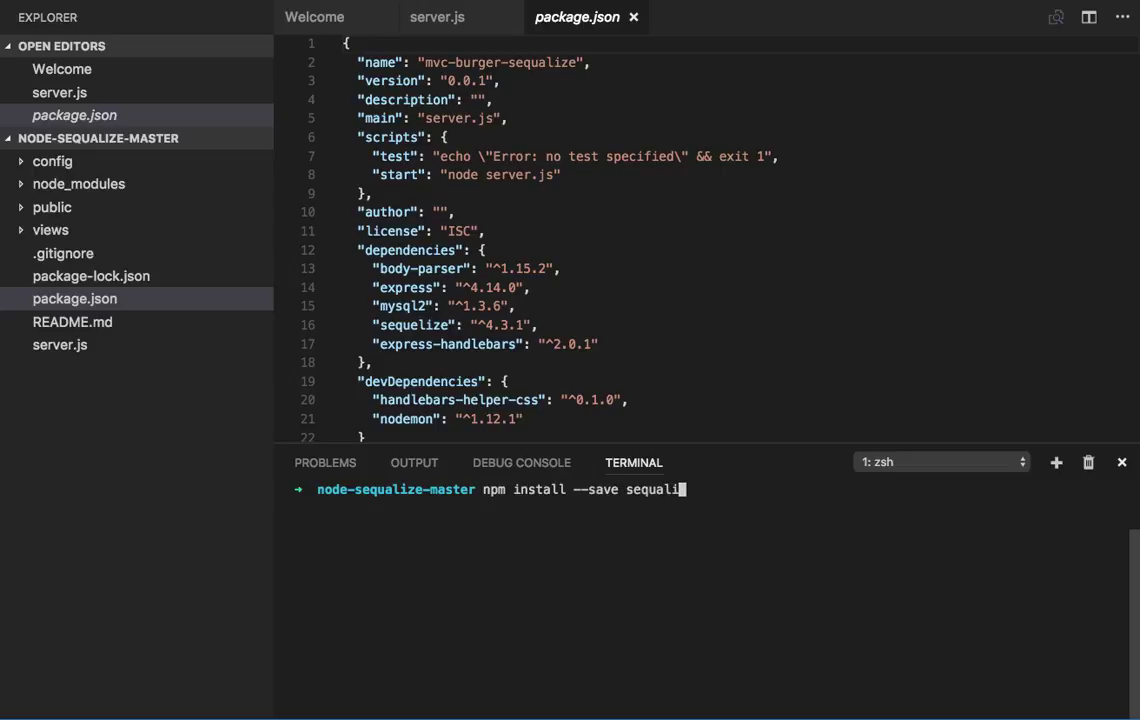 EXPLORER
OPEN EDITORS
Welcome
server.js
package.json
NODE-SEQUALIZE-MASTER
config
node_modules
public
views
.gitignore
package-lock.json
package.json
README.md
server.js
Welcome server.js package.json ×
1 {
2 "name": "mvc-burger-sequalize",
3 "version": "0.0.1",
4 "description": "",
5 "main": "server.js",
6 "scripts": {
7 "test": "echo \"Error: no test specified\" && exit 1",
8 "start": "node server.js"
9 },
10 "author": "",
11 "license": "ISC",
12 "dependencies": {
13 "body-parser": "^1.15.2",
14 "express": "^4.14.0",
15 "mysql2": "^1.3.6",
16 "sequelize": "^4.3.1",
17 "express-handlebars": "^2.0.1"
18 },
19 "devDependencies": {
20 "handlebars-helper-css": "^0.1.0",
21 "nodemon": "^1.12.1"
22 }
PROBLEMS OUTPUT DEBUG CONSOLE TERMINAL 1: zsh
➜ node-sequalize-master npm install --save sequali